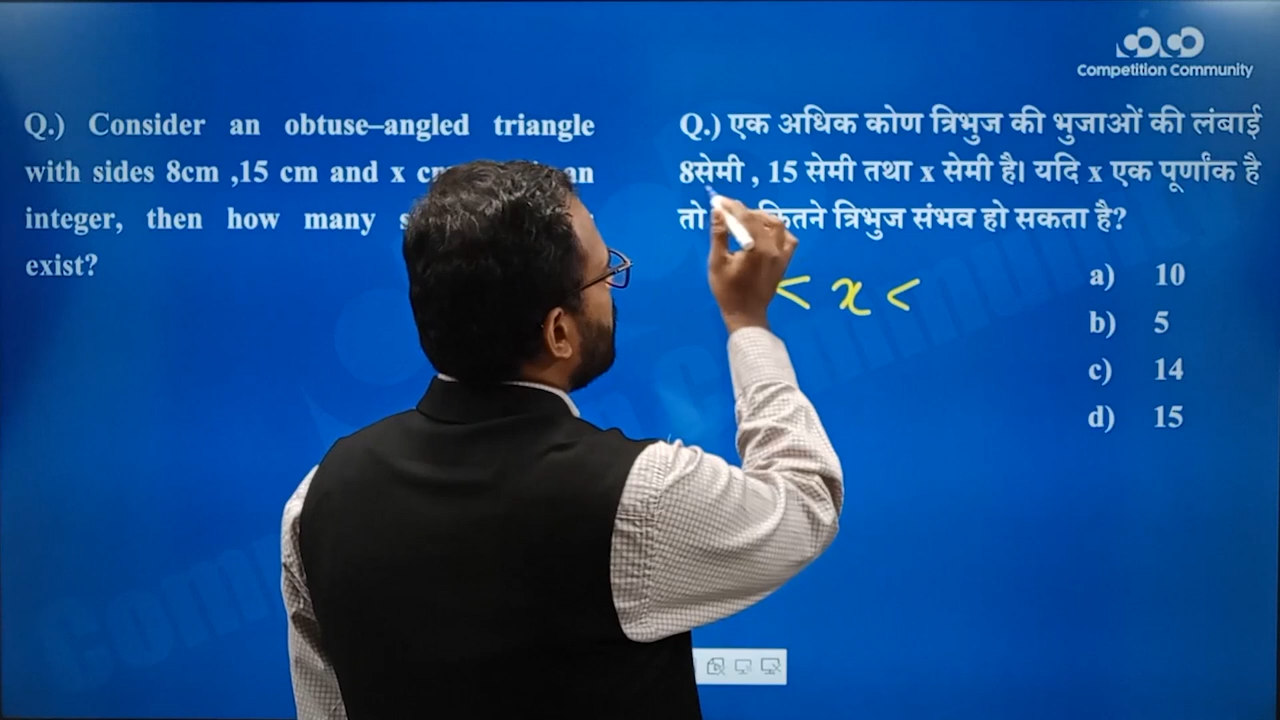 Competition Community
Q.) Consider an obtuse–angled triangle
with sides 8cm ,15 cm and x an
integer, then how many
exist?
Q.) एक अधिक कोण त्रिभुज की भुजाओं की लंबाई
8सेमी , 15 सेमी तथा x सेमी है। यदि x एक पूर्णांक है
तो कितने त्रिभुज संभव हो सकता है?
< x <
a) 10
b) 5
c) 14
d) 15